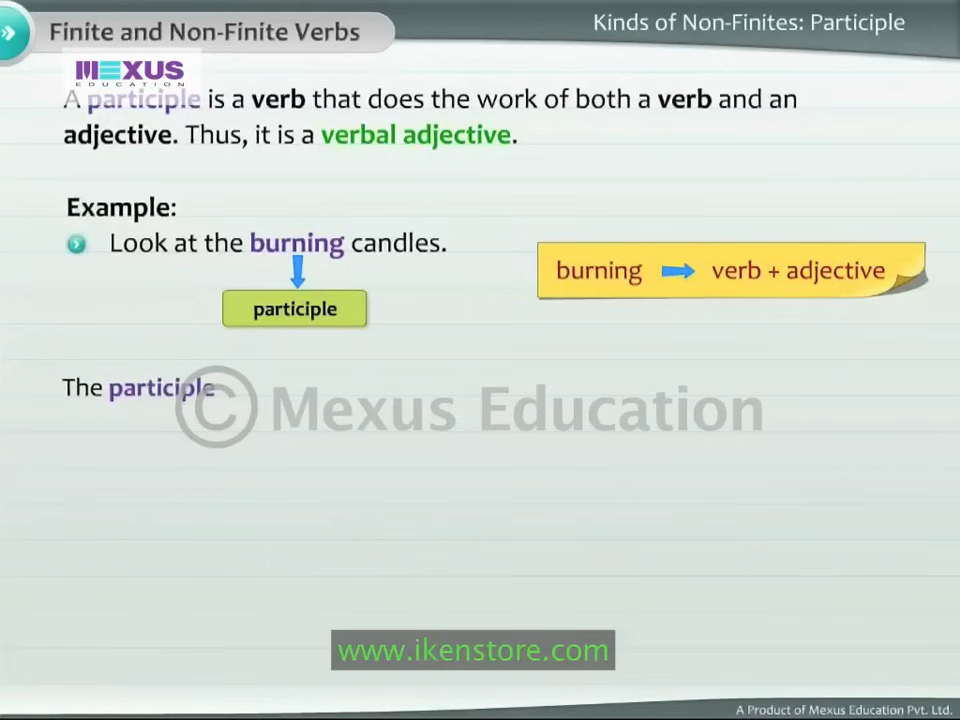 Finite and Non-Finite Verbs
Kinds of Non-Finites: Participle
MEXUS
EDUCATION
A participle is a verb that does the work of both a verb and an
adjective. Thus, it is a verbal adjective.
Example:
Look at the burning candles.
burning verb + adjective
participle
The participle
© Mexus Education
www.ikenstore.com
A Product of Mexus Education Pvt. Ltd.